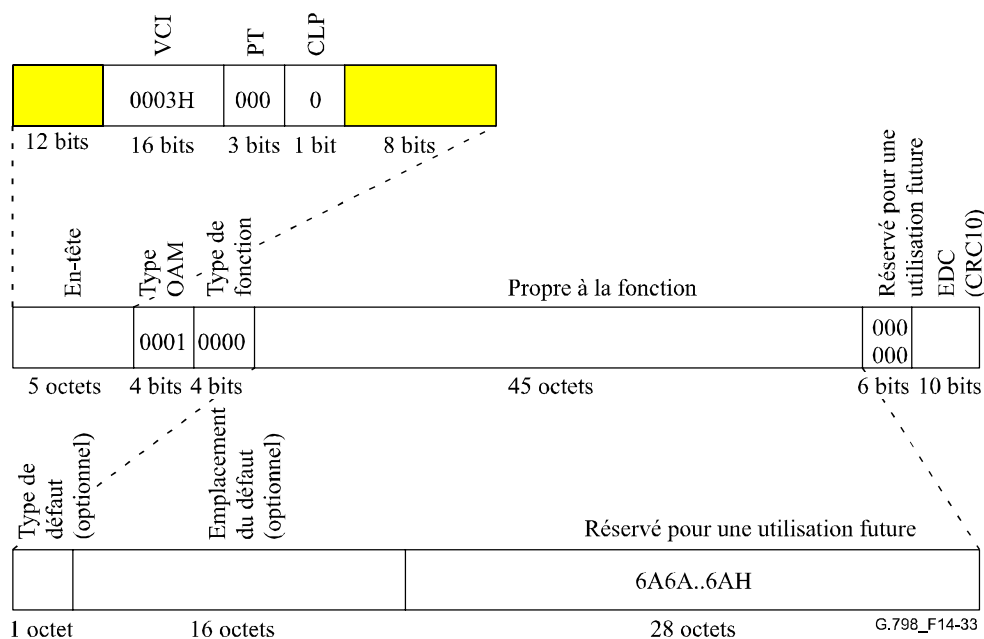 VCI
PT
CLP
0003H
000
0
12 bits
16 bits
3 bits
1 bit
8 bits
En-tête
Type
OAM
Type de
fonction
Propre à la fonction
Réservé pour une
utilisation future
EDC
(CRC10)
0001
0000
000
000
5 octets
4 bits
4 bits
45 octets
6 bits
10 bits
Type de
défaut
(optionnel)
Emplacement
du défaut
(optionnel)
Réservé pour une utilisation future
6A6A..6AH
1 octet
16 octets
28 octets
G.798_F14-33